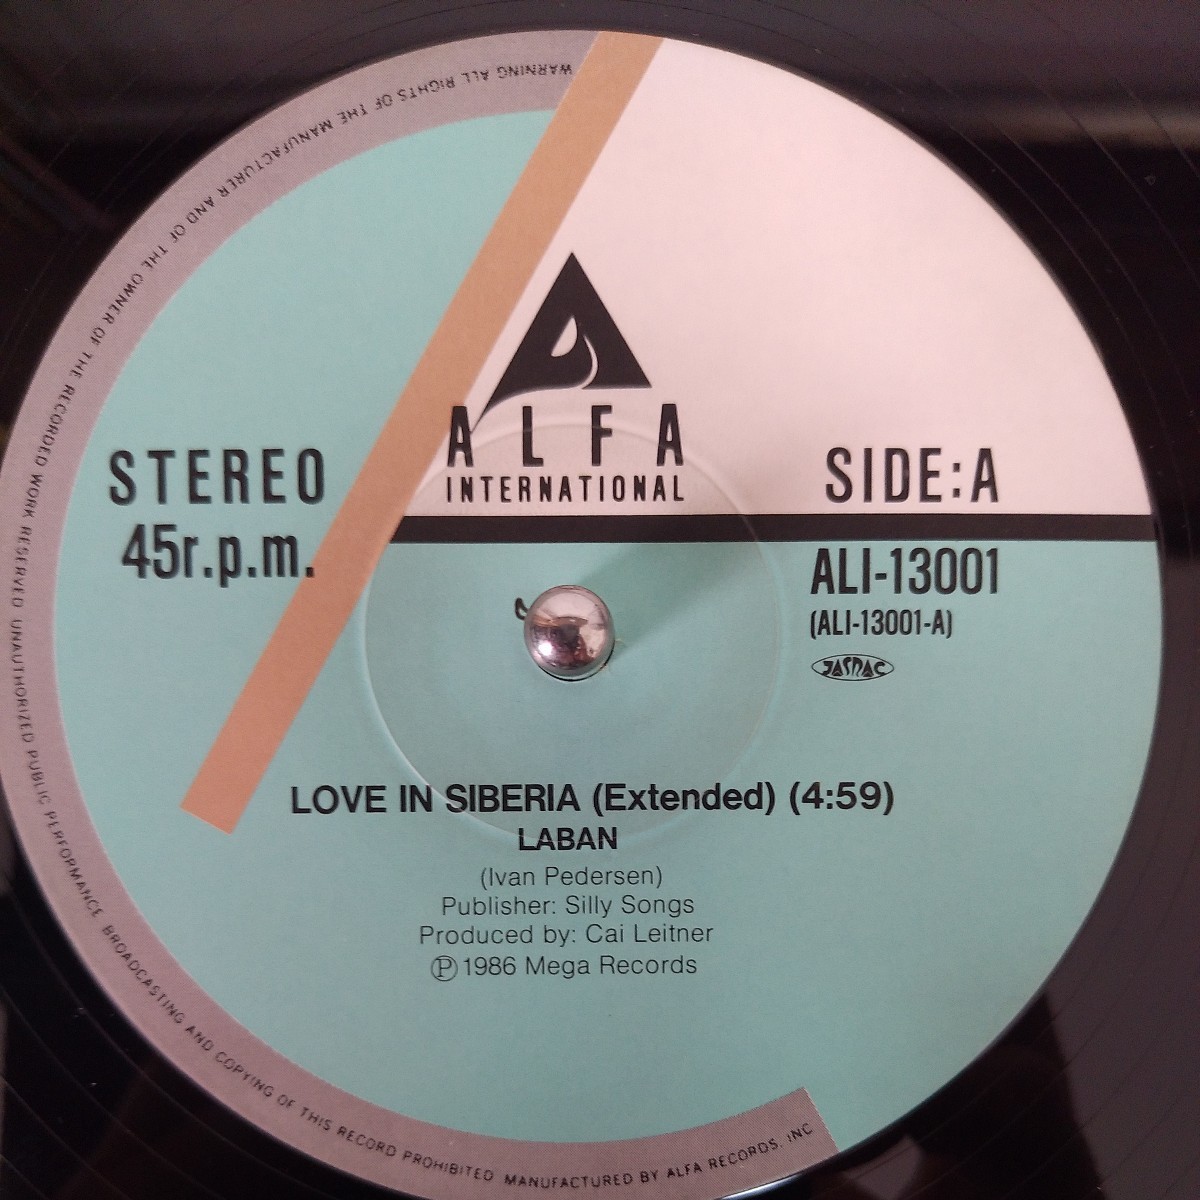 WARNING ALL RIGHTS OF THE MANUFACTURER AND OF THE OWNER OF THE RECORDED WORK RESERVED UNAUTHORIZED PUBLIC PERFORMANCE BROADCASTING AND COPYING OF THIS RECORD PROHIBITED MANUFACTURED BY ALFA RECORDS, INC
ALFA
INTERNATIONAL
STEREO
45r.p.m.
SIDE:A
ALI-13001
(ALI-13001-A)
JASRAC
LOVE IN SIBERIA (Extended) (4:59)
LABAN
(Ivan Pedersen)
Publisher: Silly Songs
Produced by: Cai Leitner
Ⓟ1986 Mega Records